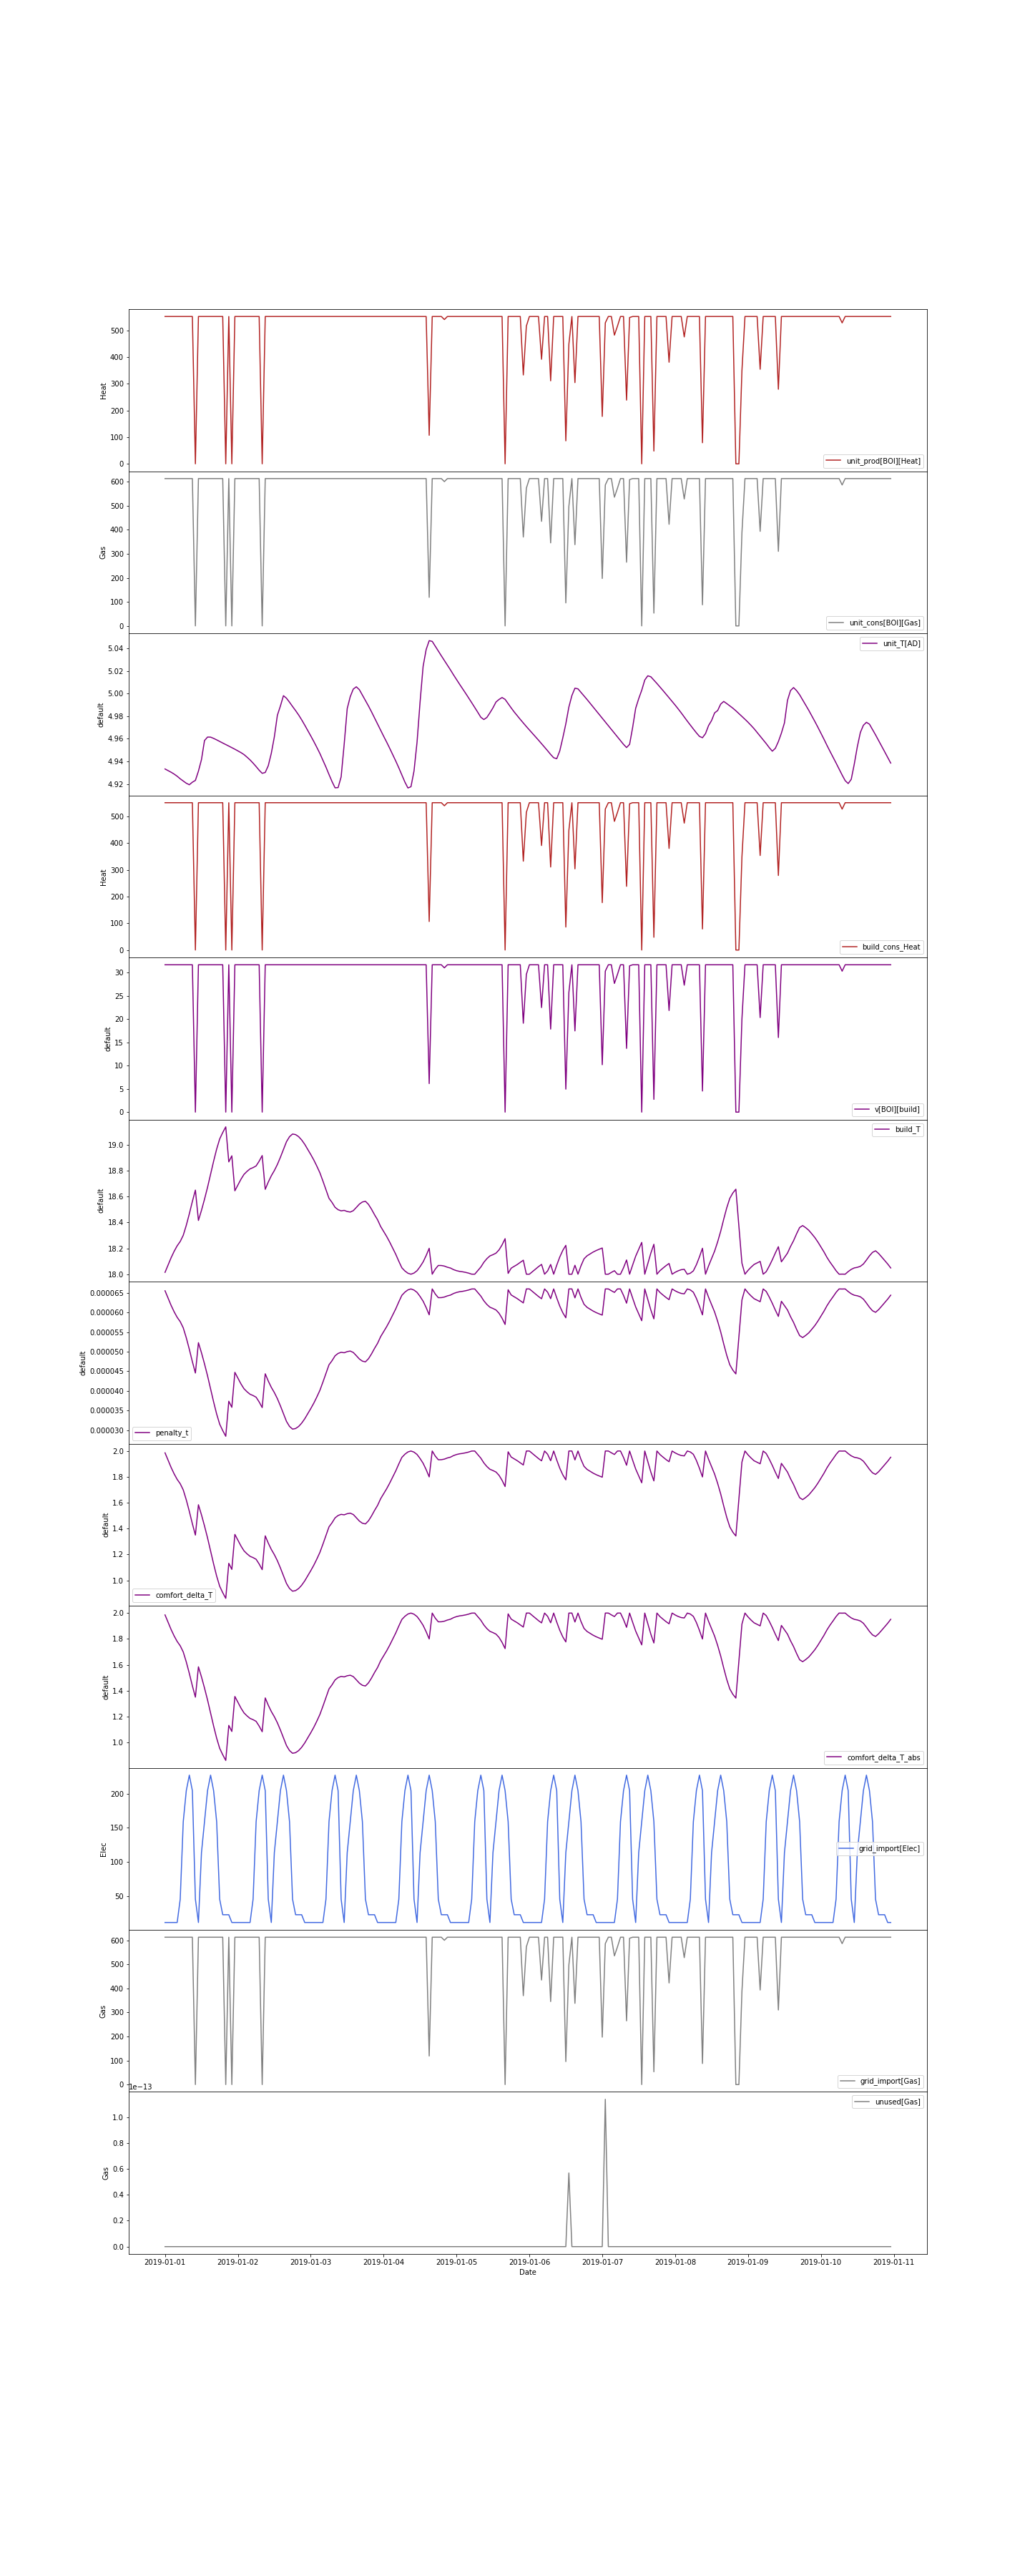 500
400
300
200
100
0
Heat
unit_prod[BOI][Heat]
600
500
400
300
200
100
0
Gas
unit_cons[BOI][Gas]
5.04
5.02
5.00
4.98
4.96
4.94
4.92
default
unit_T[AD]
500
400
300
200
100
0
Heat
build_cons_Heat
30
25
20
15
10
5
0
default
v[BOI][build]
19.0
18.8
18.6
18.4
18.2
18.0
default
build_T
0.000065
0.000060
0.000055
0.000050
0.000045
0.000040
0.000035
0.000030
default
penalty_t
2.0
1.8
1.6
1.4
1.2
1.0
default
comfort_delta_T
2.0
1.8
1.6
1.4
1.2
1.0
default
comfort_delta_T_abs
200
150
100
50
Elec
grid_import[Elec]
600
500
400
300
200
100
0
Gas
grid_import[Gas]
1e−13
1.0
0.8
0.6
0.4
0.2
0.0
Gas
unused[Gas]
2019-01-01 2019-01-02 2019-01-03 2019-01-04 2019-01-05 2019-01-06 2019-01-07 2019-01-08 2019-01-09 2019-01-10 2019-01-11
Date